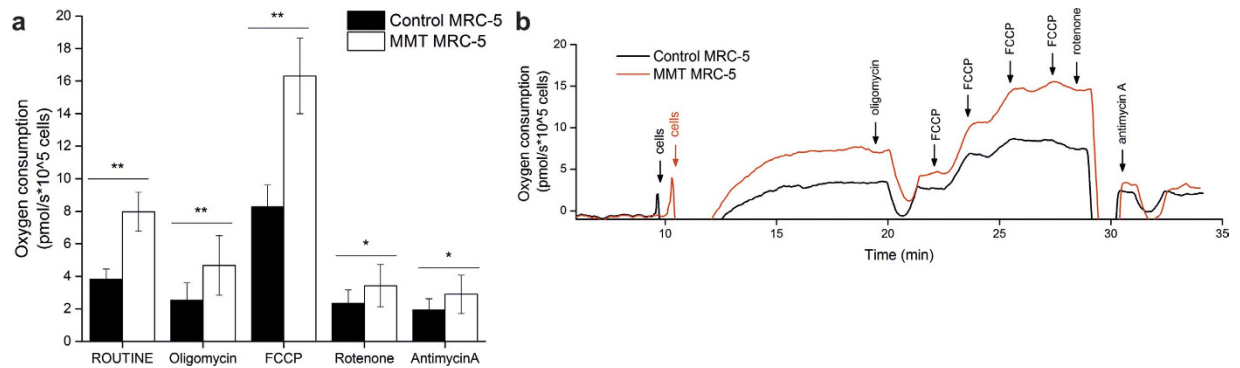 a
Control MRC-5
MMT MRC-5
Oxygen consumption
(pmol/s*10^5 cells)
20
18
16
14
12
10
8
6
4
2
0
**
**
**
*
*
ROUTINE
Oligomycin
FCCP
Rotenone
AntimycinA
b
Control MRC-5
MMT MRC-5
Oxygen consumption
(pmol/s*10^5 cells)
20
15
10
5
0
cells
cells
oligomycin
FCCP
FCCP
FCCP
FCCP
rotenone
antimycin A
10
15
20
25
30
35
Time (min)